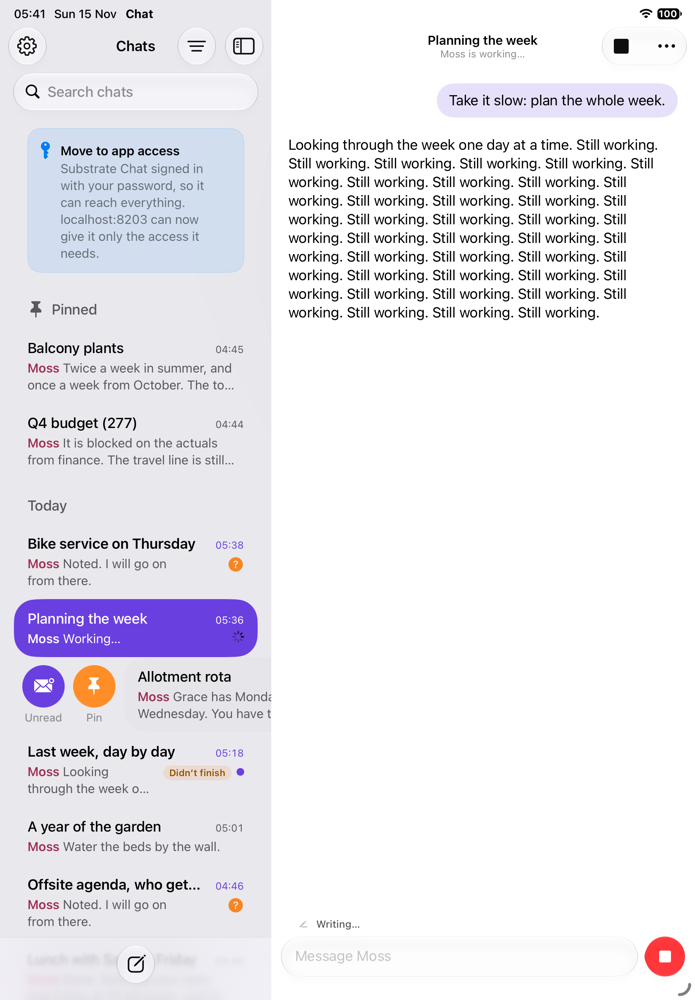 05:41 Sun 15 Nov Chat
100
Chats
Search chats
Move to app access
Substrate Chat signed in
with your password, so it
can reach everything.
localhost:8203 can now
give it only the access it
needs.
Pinned
Balcony plants 04:45
Moss Twice a week in summer, and
once a week from October. The to...
Q4 budget (277) 04:44
Moss It is blocked on the actuals
from finance. The travel line is still...
Today
Bike service on Thursday 05:38
Moss Noted. I will go on
from there.
?
Planning the week 05:36
Moss Working...
Unread
Pin
Allotment rota
Moss Grace has Monda
Wednesday. You have t
Last week, day by day 05:18
Moss Looking
through the week o...
Didn't finish
A year of the garden 05:01
Moss Water the beds by the wall.
Offsite agenda, who get... 04:46
Moss Noted. I will go on
from there.
?
Planning the week
Moss is working...
Take it slow: plan the whole week.
Looking through the week one day at a time. Still working.
Still working. Still working. Still working. Still working. Still
working. Still working. Still working. Still working. Still
working. Still working. Still working. Still working. Still
working. Still working. Still working. Still working. Still
working. Still working. Still working. Still working. Still
working. Still working. Still working. Still working. Still
working. Still working. Still working. Still working. Still
working. Still working. Still working. Still working. Still
working. Still working. Still working. Still working.
Writing...
Message Moss